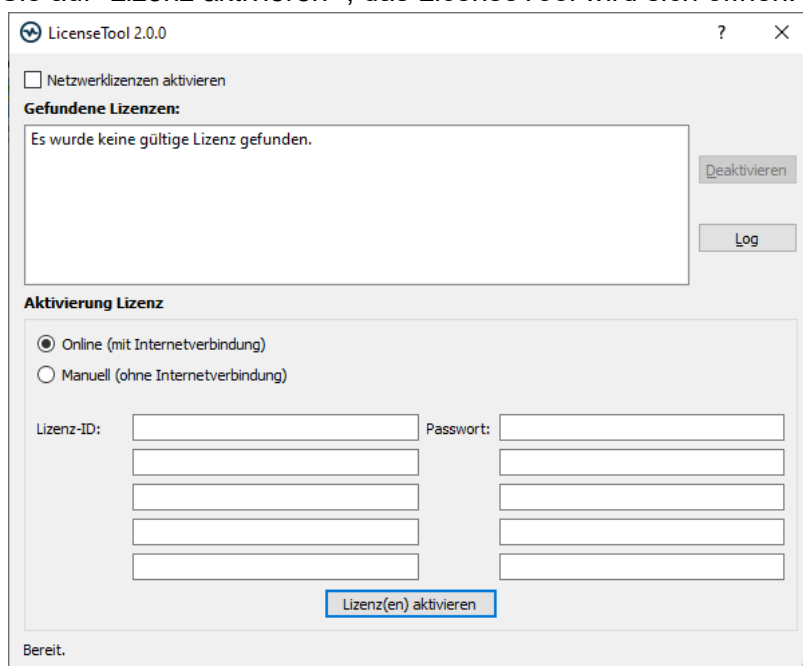 LicenseTool 2.0.0 ?
Netzwerklizenzen aktivieren
Gefundene Lizenzen:
Es wurde keine gültige Lizenz gefunden.
Deaktivieren
Log
Aktivierung Lizenz
Online (mit Internetverbindung)
Manuell (ohne Internetverbindung)
Lizenz-ID: Passwort:
Lizenz(en) aktivieren
Bereit.